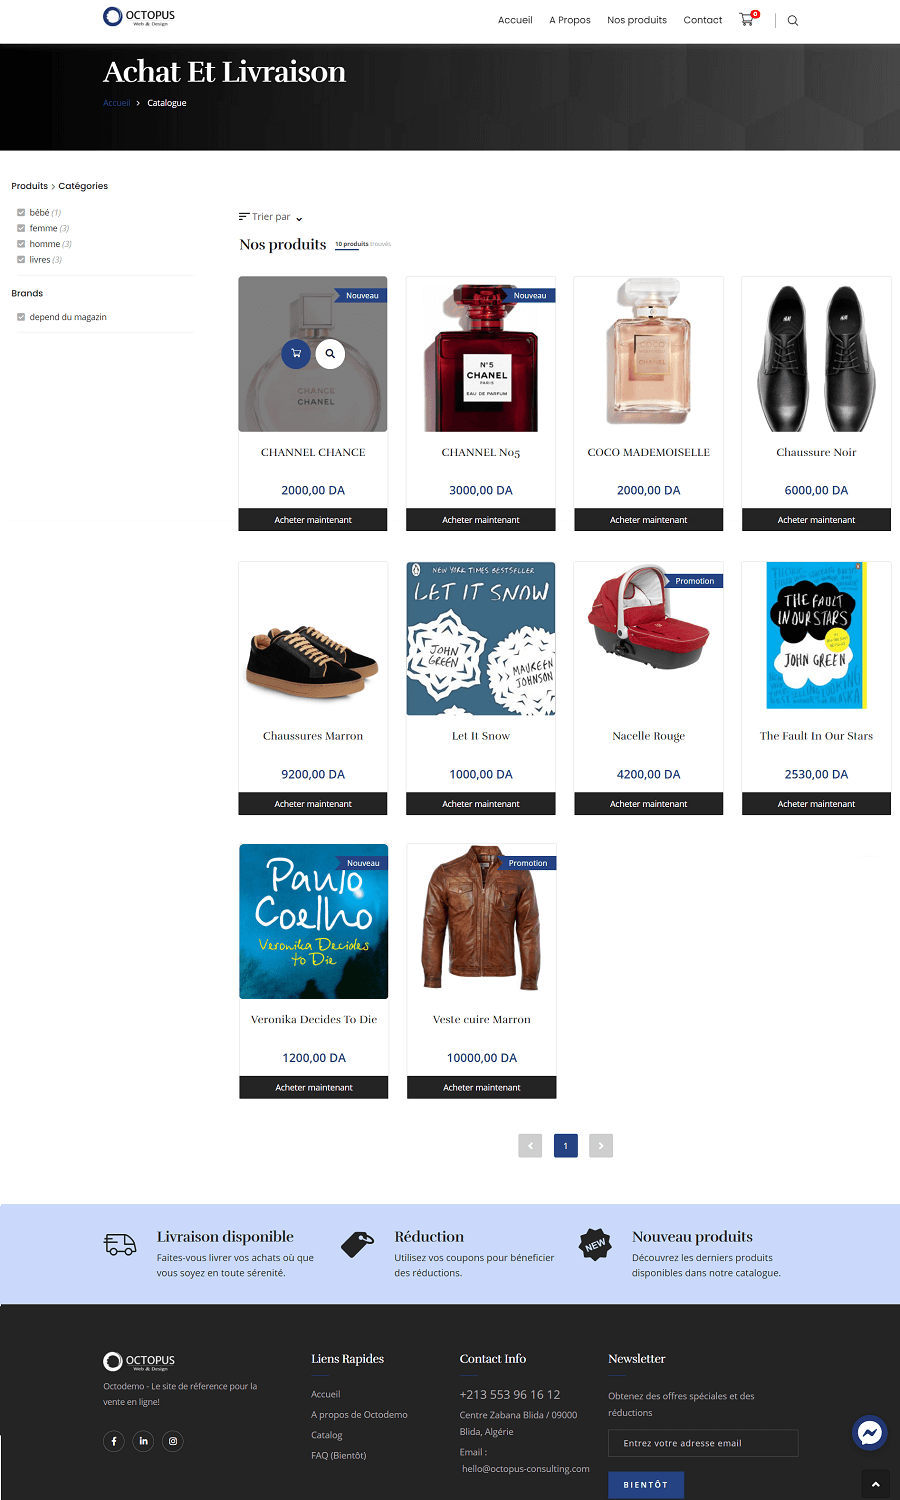 OCTOPUS
Web & Design
Accueil
A Propos
Nos produits
Contact
0
Achat Et Livraison
Accueil > Catalogue
Produits > Catégories
bébé (1)
femme (3)
homme (3)
livres (3)
Brands
depend du magazin
Trier par
Nos produits
10 produits trouvés
Nouveau
CHANCE
CHANEL
CHANNEL CHANCE
2000,00 DA
Acheter maintenant
Nouveau
N°5
CHANEL
PARIS
EAU DE PARFUM
CHANNEL No5
3000,00 DA
Acheter maintenant
COCO
COCO MADEMOISELLE
2000,00 DA
Acheter maintenant
Chaussure Noir
6000,00 DA
Acheter maintenant
Chaussures Marron
9200,00 DA
Acheter maintenant
NEW YORK TIMES BESTSELLER
LET IT SNOW
JOHN
GREEN
MAUREEN
JOHNSON
Let It Snow
1000,00 DA
Acheter maintenant
Promotion
Nacelle Rouge
4200,00 DA
Acheter maintenant
THE FAULT
IN OUR STARS
JOHN GREEN
The Fault In Our Stars
2530,00 DA
Acheter maintenant
Nouveau
Paulo
Coelho
Veronika Decides
to Die
Veronika Decides To Die
1200,00 DA
Acheter maintenant
Promotion
Veste cuire Marron
10000,00 DA
Acheter maintenant
1
Livraison disponible
Faites-vous livrer vos achats où que
vous soyez en toute sérenité.
Réduction
Utilisez vos coupons pour béneficier
des réductions.
NEW
Nouveau produits
Découvrez les derniers produits
disponibles dans notre catalogue.
OCTOPUS
Web & Design
Octodemo - Le site de réference pour la
vente en ligne!
Liens Rapides
Accueil
A propos de Octodemo
Catalog
FAQ (Bientôt)
Contact Info
+213 553 96 16 12
Centre Zabana Blida / 09000
Blida, Algérie
Email :
hello@octopus-consulting.com
Newsletter
Obtenez des offres spéciales et des
réductions
Entrez votre adresse email
BIENTÔT